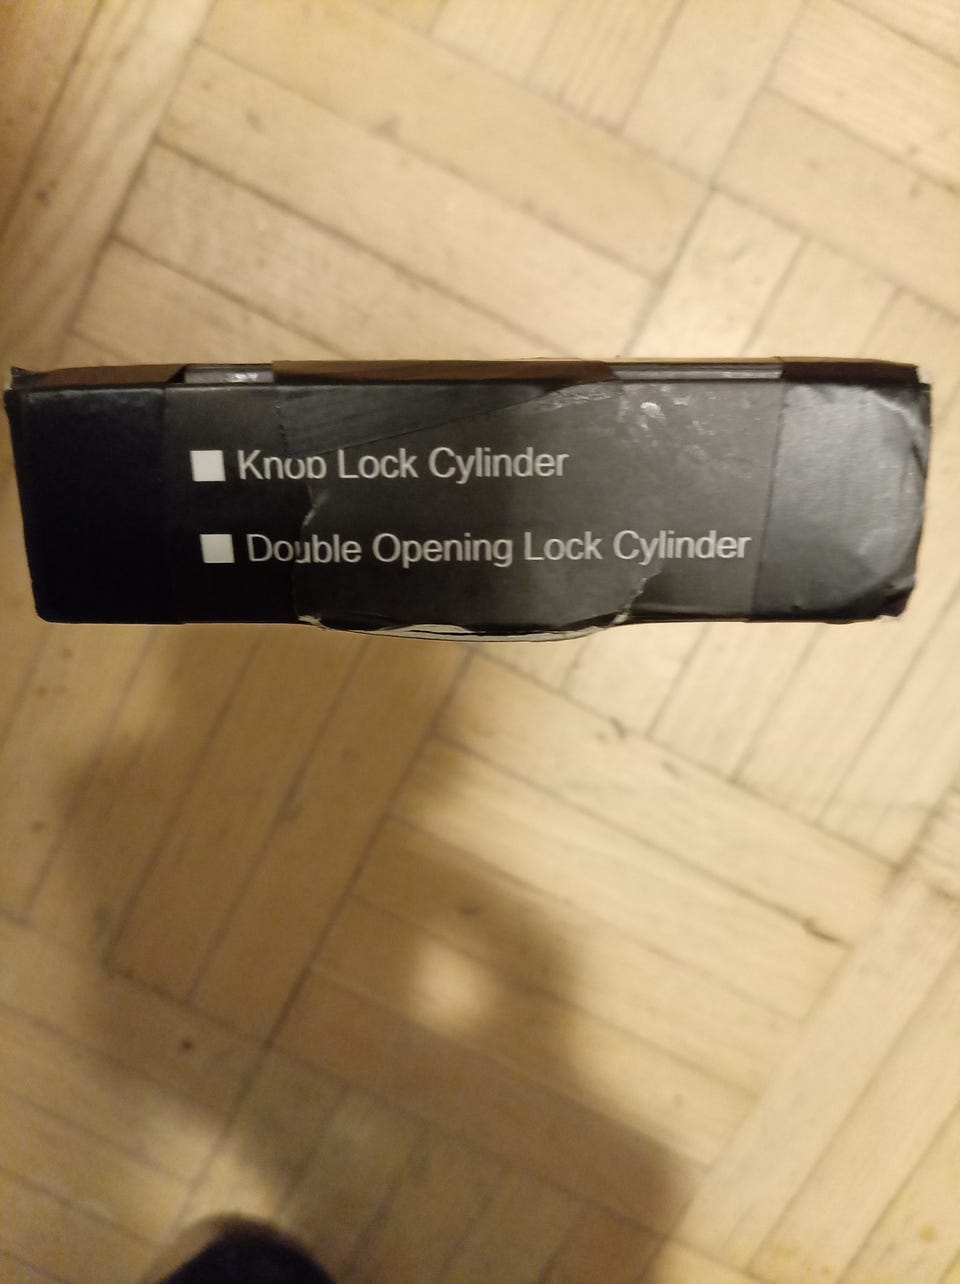 Knob Lock Cylinder
Double Opening Lock Cylinder